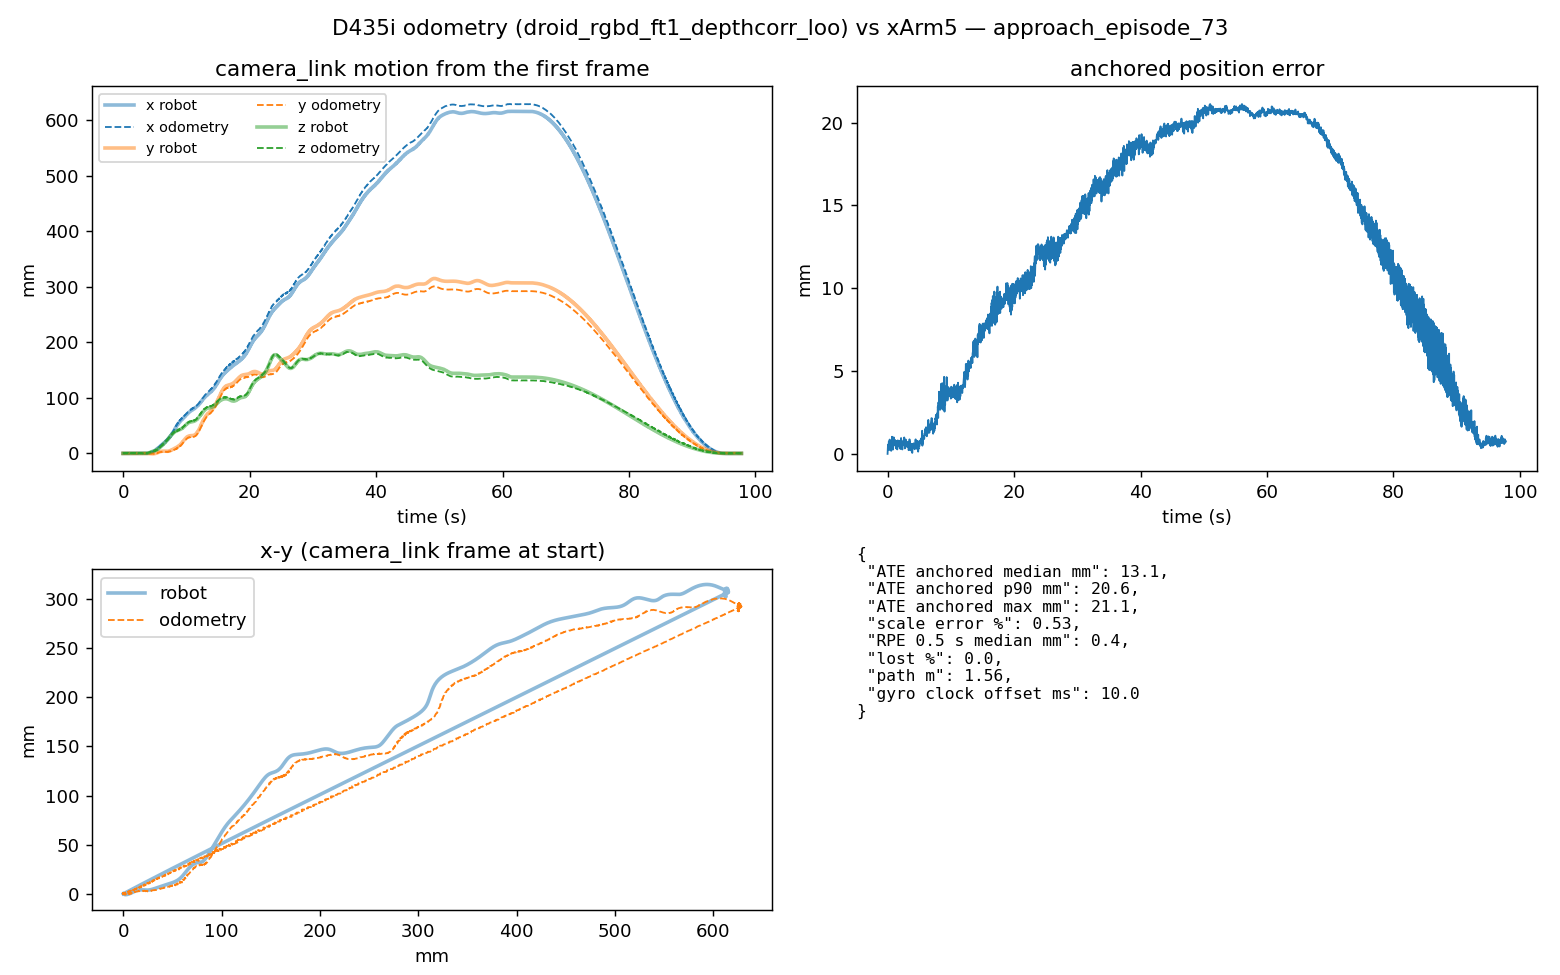 D435i odometry (droid_rgbd_ft1_depthcorr_loo) vs xArm5 — approach_episode_73
camera_link motion from the first frame
x robot
x odometry
y robot
y odometry
z robot
z odometry
600
500
400
300
200
100
0
mm
0 20 40 60 80 100
time (s)
anchored position error
20
15
10
5
0
mm
0 20 40 60 80 100
time (s)
x-y (camera_link frame at start)
robot
odometry
300
250
200
150
100
50
0
mm
0 100 200 300 400 500 600
mm
{
"ATE anchored median mm": 13.1,
"ATE anchored p90 mm": 20.6,
"ATE anchored max mm": 21.1,
"scale error %": 0.53,
"RPE 0.5 s median mm": 0.4,
"lost %": 0.0,
"path m": 1.56,
"gyro clock offset ms": 10.0
}